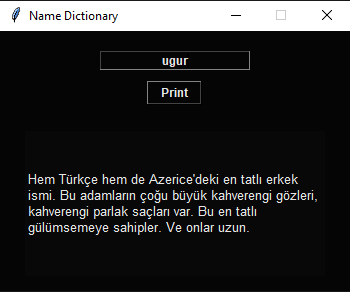 Name Dictionary
ugur
Print
Hem Türkçe hem de Azerice'deki en tatlı erkek
ismi. Bu adamların çoğu büyük kahverengi gözleri,
kahverengi parlak saçları var. Bu en tatlı
gülümsemeye sahipler. Ve onlar uzun.